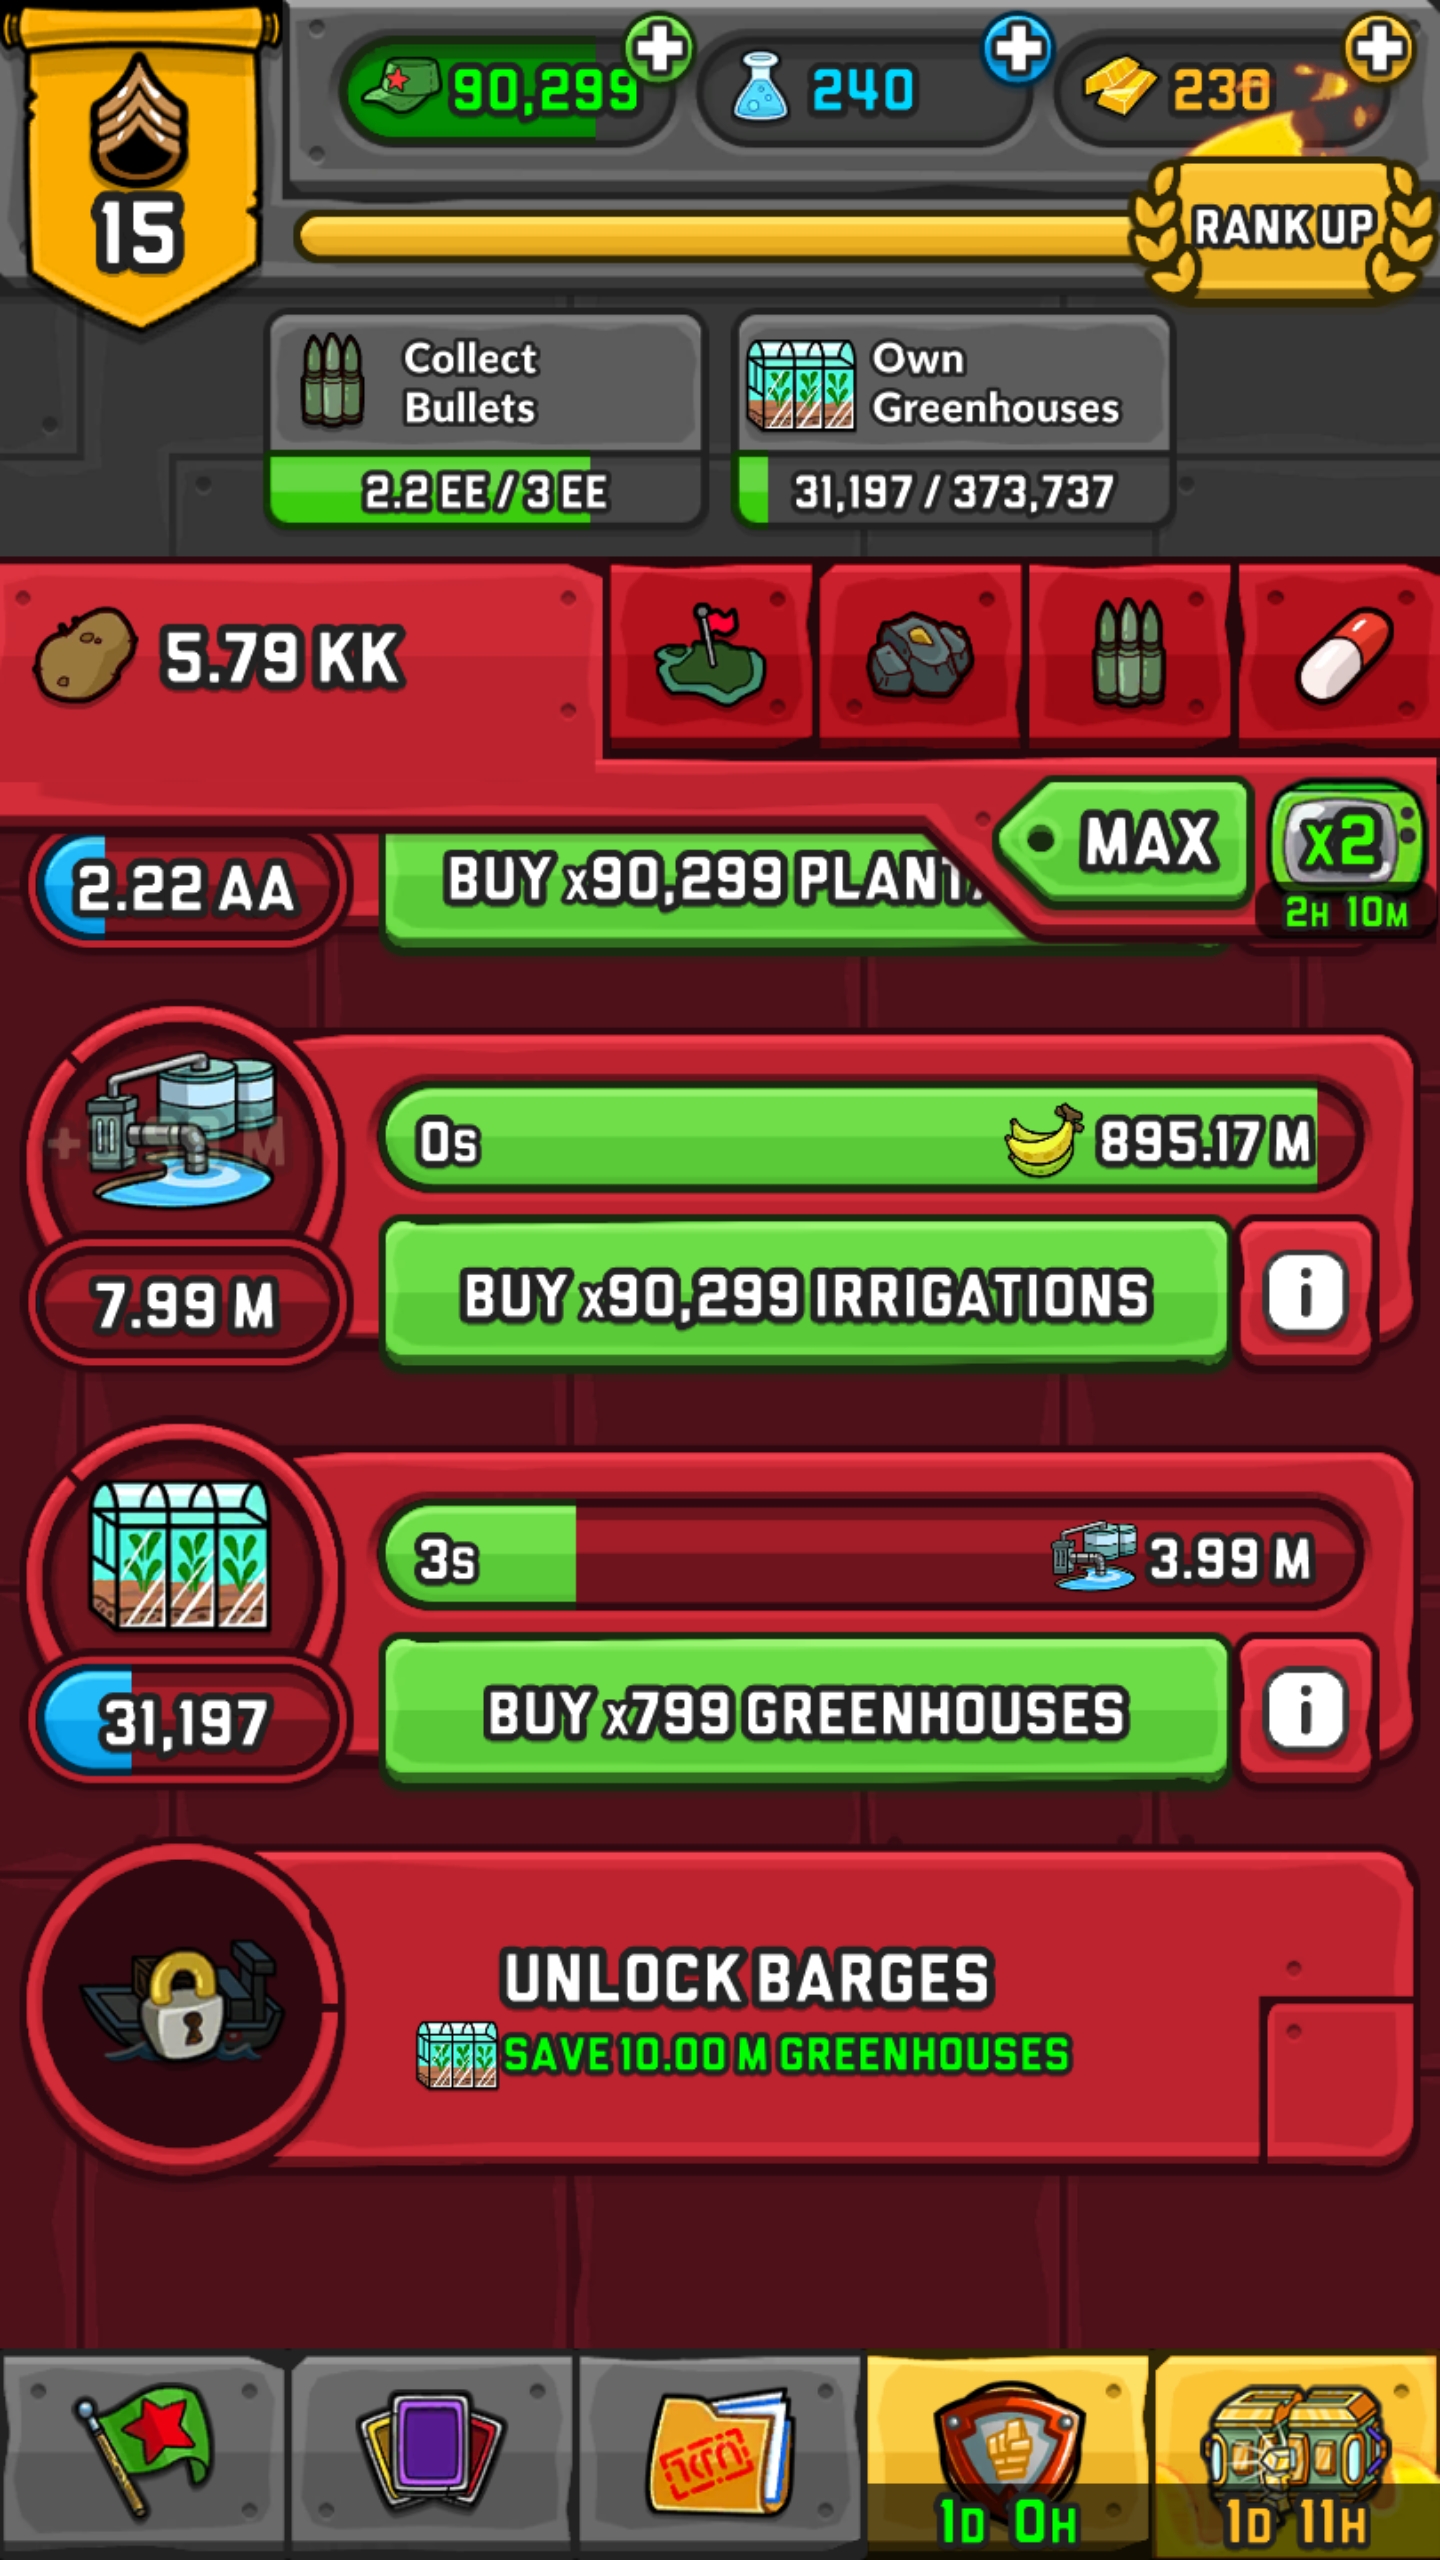 90,299
240
230
15
RANK UP
Collect
Bullets
2.2 EE / 3 EE
Own
Greenhouses
31,197 / 373,737
5.79 KK
MAX
x2
2H 10M
2.22 AA
BUY x90,299
0s
895.17 M
7.99 M
BUY x90,299 IRRIGATIONS
3s
3.99 M
31,197
BUY x799 GREENHOUSES
UNLOCK BARGES
SAVE 10.00 M GREENHOUSES
1D 0H
1D 11H